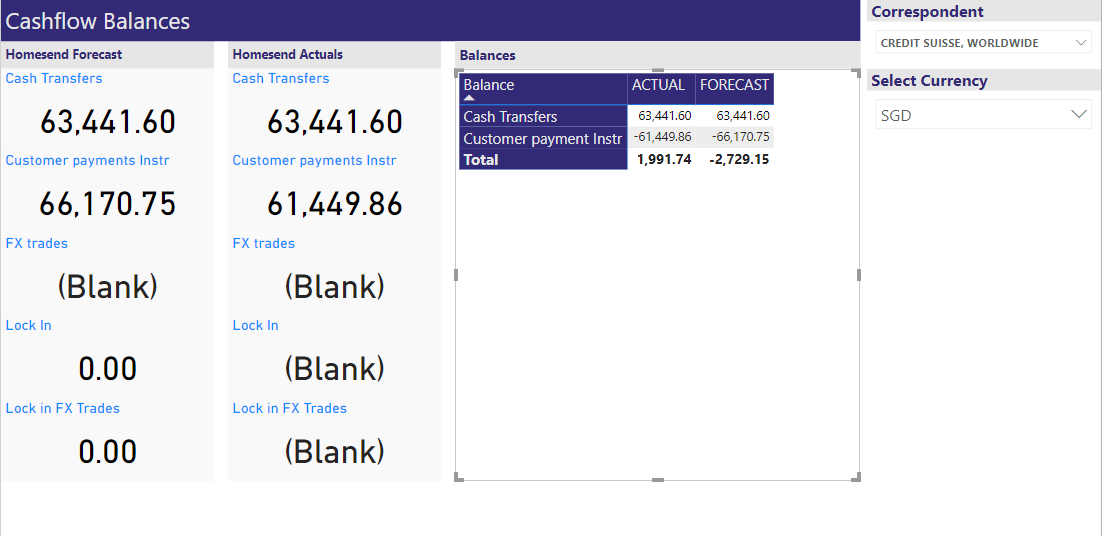 Cashflow Balances
Homesend Forecast
Cash Transfers
63,441.60
Customer payments Instr
66,170.75
FX trades
(Blank)
Lock In
0.00
Lock in FX Trades
0.00
Homesend Actuals
Cash Transfers
63,441.60
Customer payments Instr
61,449.86
FX trades
(Blank)
Lock In
(Blank)
Lock in FX Trades
(Blank)
Balances
Balance ACTUAL FORECAST
Cash Transfers 63,441.60 63,441.60
Customer payment Instr -61,449.86 -66,170.75
Total 1,991.74 -2,729.15
Correspondent
CREDIT SUISSE, WORLDWIDE
Select Currency
SGD